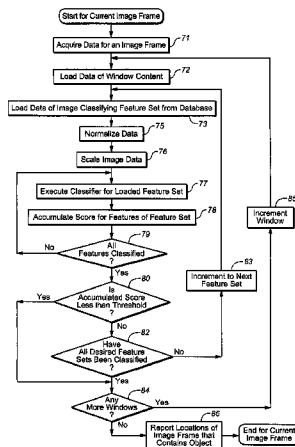 Start for Current Image Frame
71
Acquire Data for an Image Frame
Load Data of Window Content
72
Load Data of Image Classifying Feature Set from Database
73
75
Normalize Data
76
Scale Image Data
77
Execute Classifier for Loaded Feature Set
78
Accumulate Score for Features of Feature Set
79
All
Features Classified
?
No
Yes
80
Is
Accumulated Score
Less than Threshold
?
Yes
No
82
Have
All Desired Feature
Sets Been Classified
?
No
Yes
83
Increment to Next
Feature Set
85
Increment
Window
84
Any
More Windows
?
Yes
No
86
Report Locations of
Image Frame that
Contains Object
End for Current
Image Frame